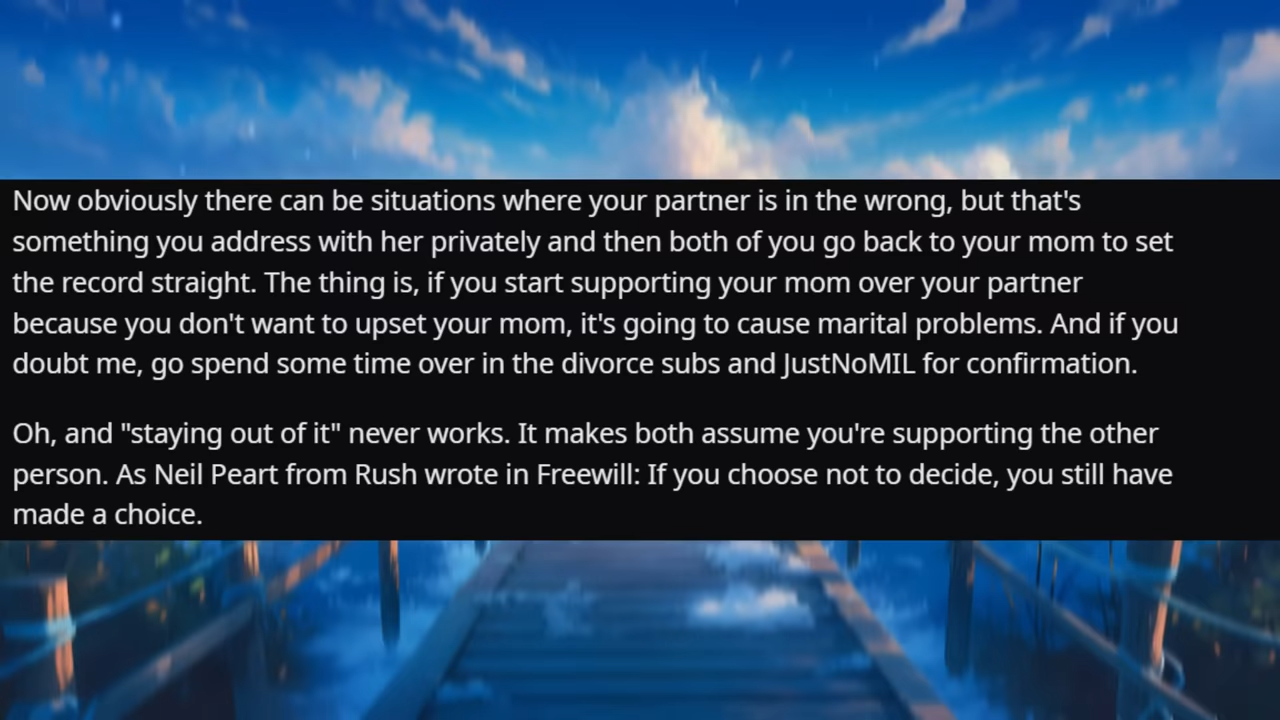 Now obviously there can be situations where your partner is in the wrong, but that's
something you address with her privately and then both of you go back to your mom to set
the record straight. The thing is, if you start supporting your mom over your partner
because you don't want to upset your mom, it's going to cause marital problems. And if you
doubt me, go spend some time over in the divorce subs and JustNoMIL for confirmation.
Oh, and "staying out of it" never works. It makes both assume you're supporting the other
person. As Neil Peart from Rush wrote in Freewill: If you choose not to decide, you still have
made a choice.